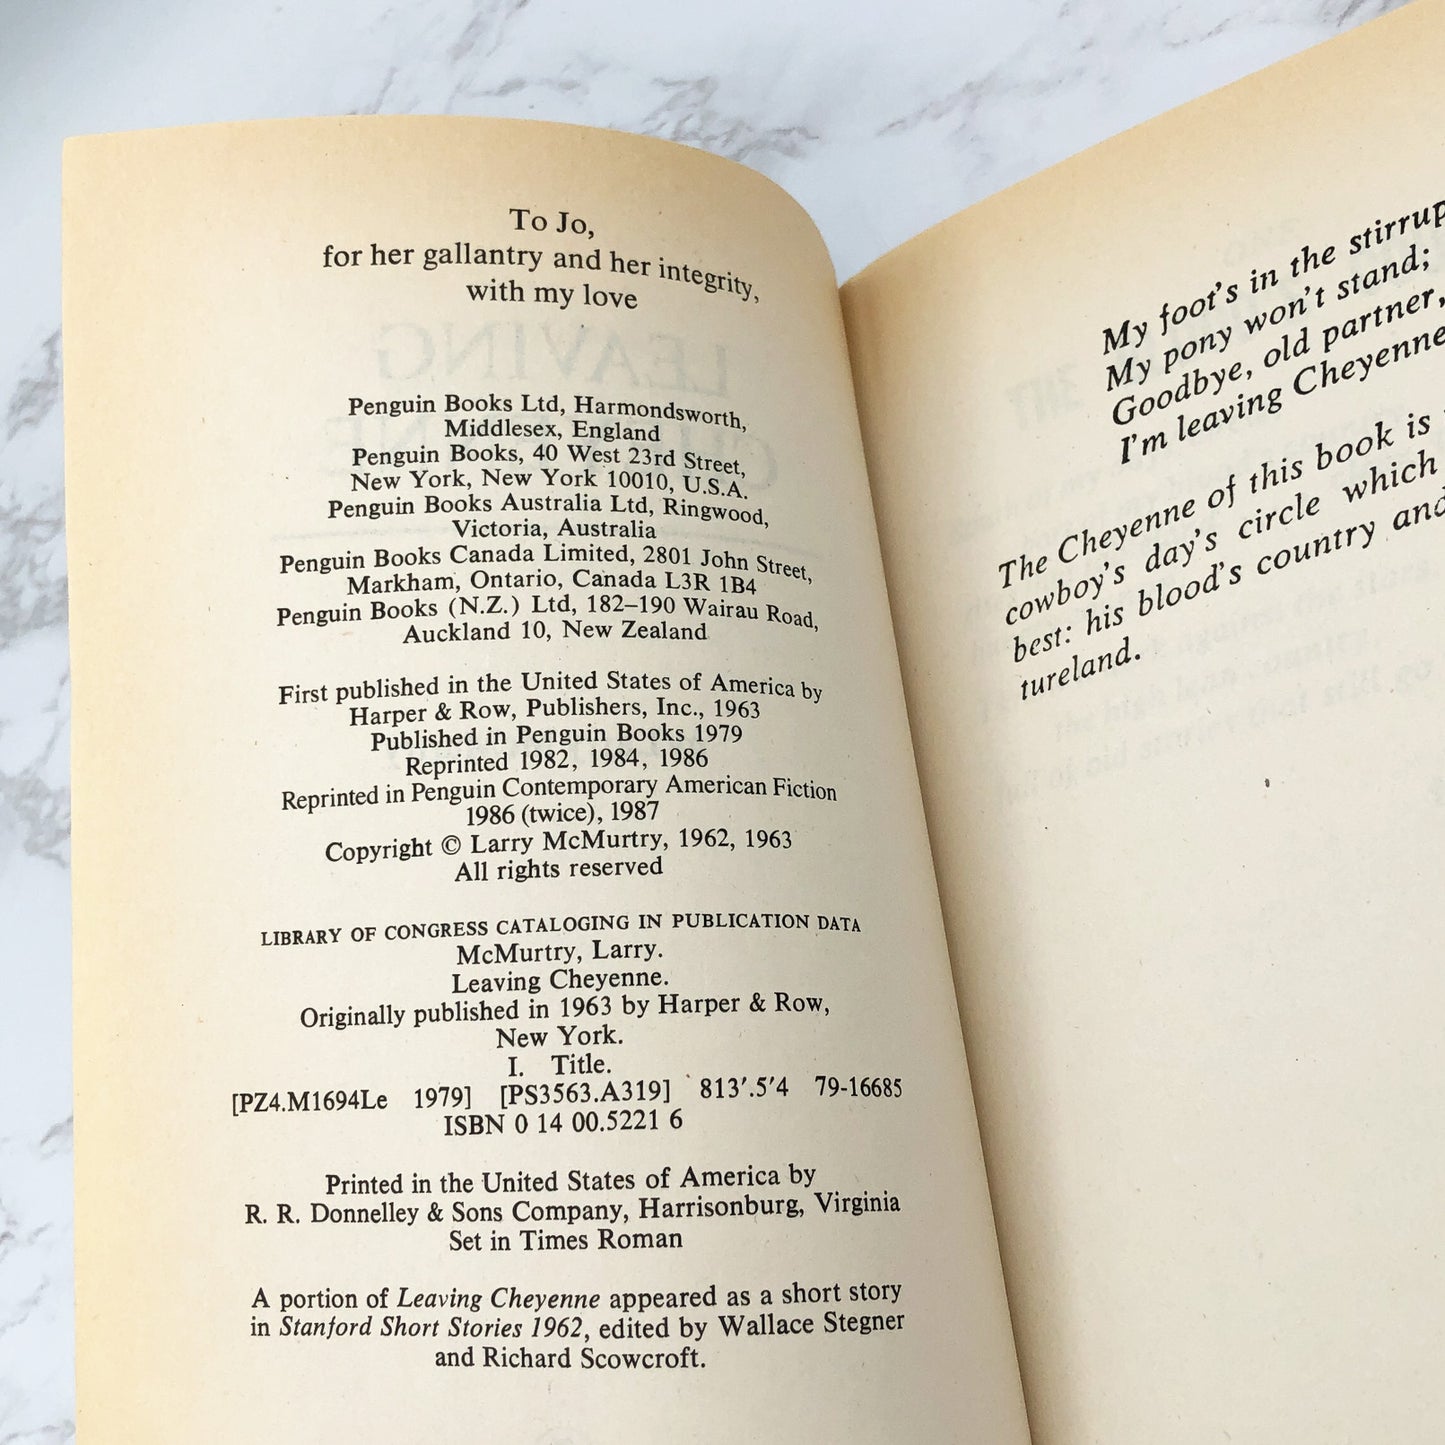 To Jo,
for her gallantry and her integrity,
with my love
Penguin Books Ltd, Harmondsworth,
Middlesex, England
Penguin Books, 40 West 23rd Street,
New York, New York 10010, U.S.A.
Penguin Books Australia Ltd, Ringwood,
Victoria, Australia
Penguin Books Canada Limited, 2801 John Street,
Markham, Ontario, Canada L3R 1B4
Penguin Books (N.Z.) Ltd, 182–190 Wairau Road,
Auckland 10, New Zealand
First published in the United States of America by
Harper & Row, Publishers, Inc., 1963
Published in Penguin Books 1979
Reprinted 1982, 1984, 1986
Reprinted in Penguin Contemporary American Fiction
1986 (twice), 1987
Copyright © Larry McMurtry, 1962, 1963
All rights reserved
LIBRARY OF CONGRESS CATALOGING IN PUBLICATION DATA
McMurtry, Larry.
Leaving Cheyenne.
Originally published in 1963 by Harper & Row,
New York.
I. Title.
[PZ4.M1694Le 1979] [PS3563.A319] 813′.5′4 79-16685
ISBN 0 14 00.5221 6
Printed in the United States of America by
R. R. Donnelley & Sons Company, Harrisonburg, Virginia
Set in Times Roman
A portion of Leaving Cheyenne appeared as a short story
in Stanford Short Stories 1962, edited by Wallace Stegner
and Richard Scowcroft.
My foot's in the stirrup
My pony won't stand;
Goodbye, old partner,
I'm leaving Cheyenne
The Cheyenne of this book is
cowboy's day's circle which
best: his blood's country and
tureland.